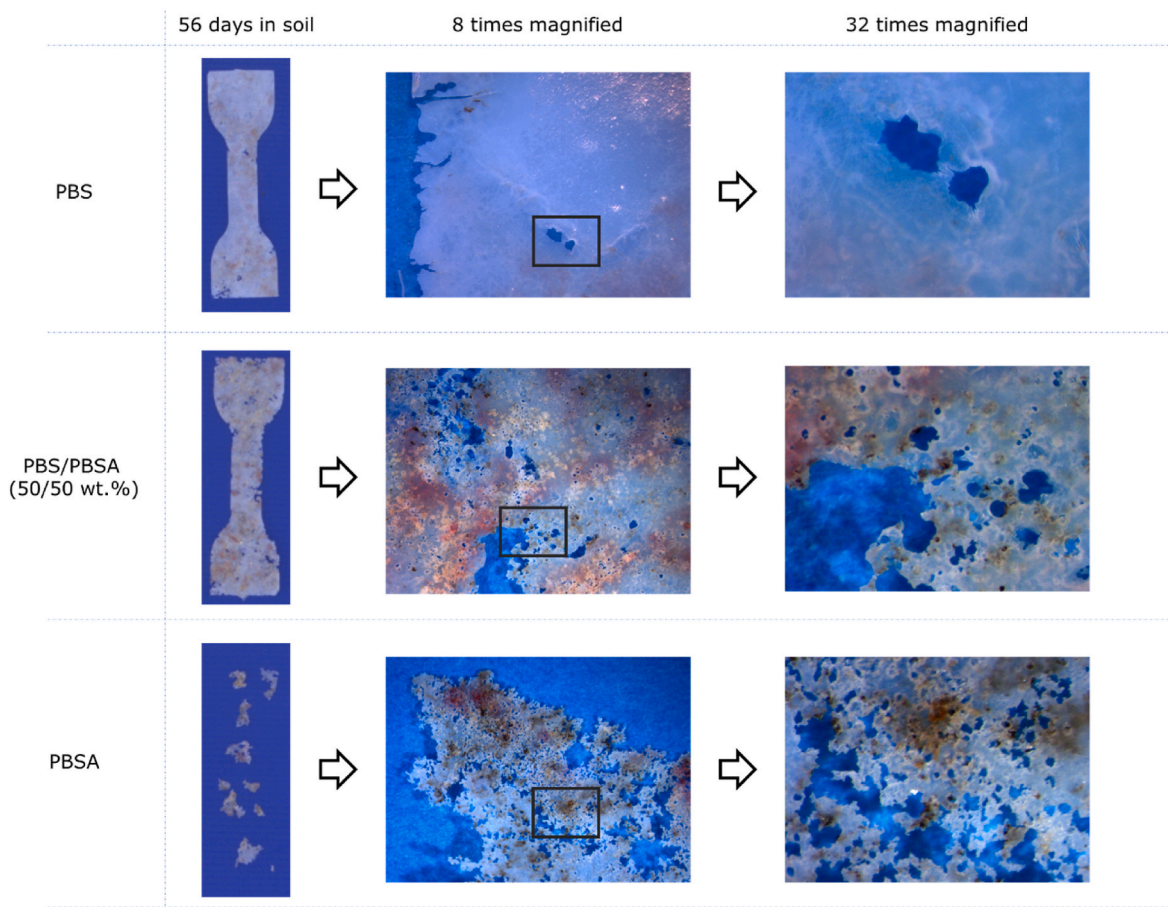 56 days in soil
8 times magnified
32 times magnified
PBS
PBS/PBSA
(50/50 wt.%)
PBSA